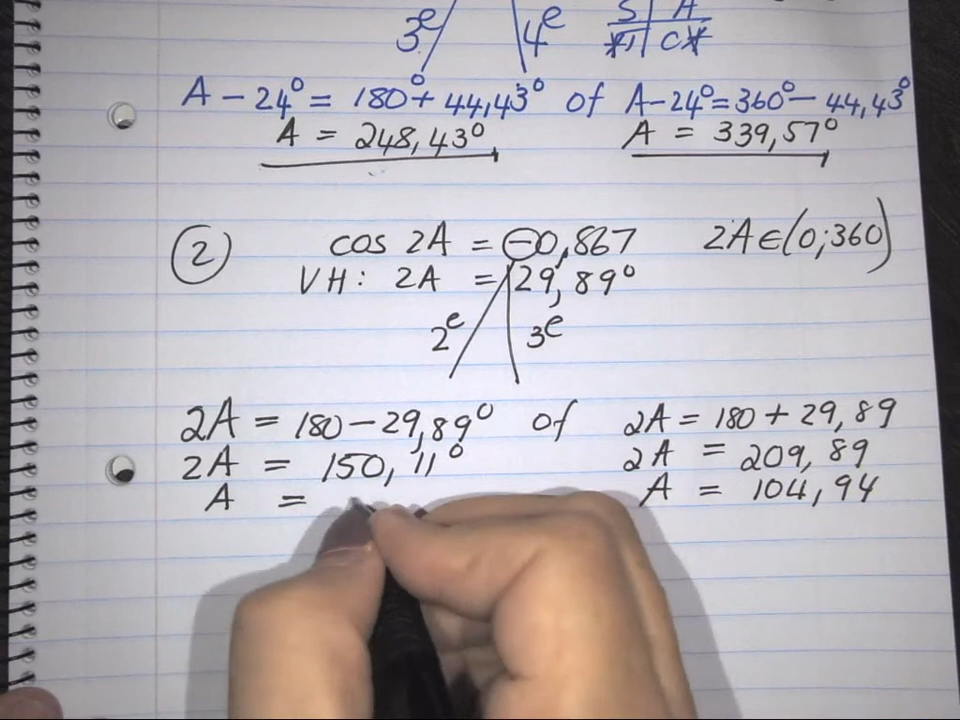 3e 4e S A
T C
A - 24° = 180° + 44,43° of A - 24° = 360° - 44,43°
A = 248,43° A = 339,57°
2 cos 2A = -0,867 2A ∈ (0;360)
VH: 2A = 29,89°
2e 3e
2A = 180 - 29,89° of 2A = 180 + 29,89
2A = 150,11° 2A = 209,89
A = A = 104,94